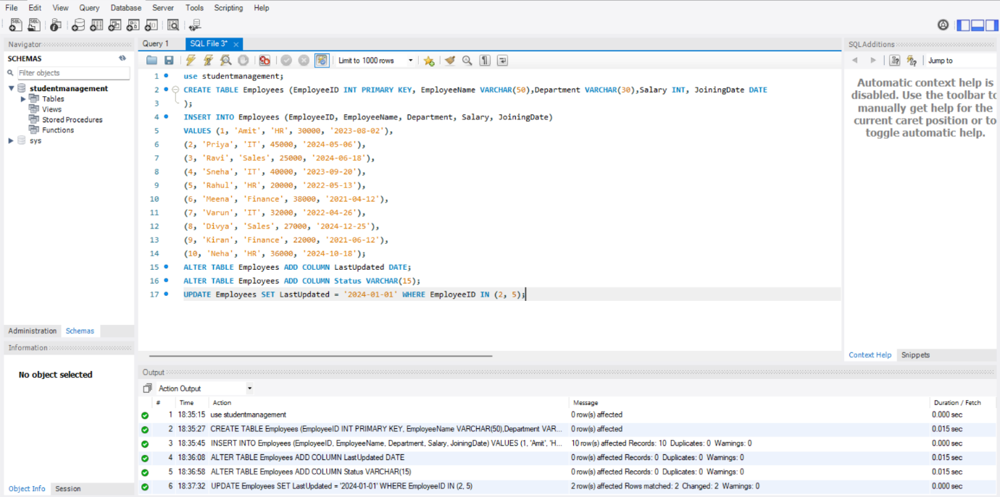 File Edit View Query Database Server Tools Scripting Help
Navigator
SCHEMAS
Filter objects
studentmanagement
Tables
Views
Stored Procedures
Functions
sys
Administration Schemas
Information
No object selected
Object Info Session
Query 1 SQL File 3*
Limit to 1000 rows
1 use studentmanagement;
2 CREATE TABLE Employees (EmployeeID INT PRIMARY KEY, EmployeeName VARCHAR(50),Department VARCHAR(30),Salary INT, JoiningDate DATE
3 );
4 INSERT INTO Employees (EmployeeID, EmployeeName, Department, Salary, JoiningDate)
5 VALUES (1, 'Amit', 'HR', 30000, '2023-08-02'),
6 (2, 'Priya', 'IT', 45000, '2024-05-06'),
7 (3, 'Ravi', 'Sales', 25000, '2024-06-18'),
8 (4, 'Sneha', 'IT', 40000, '2023-09-20'),
9 (5, 'Rahul', 'HR', 20000, '2022-05-13'),
10 (6, 'Meena', 'Finance', 38000, '2021-04-12'),
11 (7, 'Varun', 'IT', 32000, '2022-04-26'),
12 (8, 'Divya', 'Sales', 27000, '2024-12-25'),
13 (9, 'Kiran', 'Finance', 22000, '2021-06-12'),
14 (10, 'Neha', 'HR', 36000, '2024-10-18');
15 ALTER TABLE Employees ADD COLUMN LastUpdated DATE;
16 ALTER TABLE Employees ADD COLUMN Status VARCHAR(15);
17 UPDATE Employees SET LastUpdated = '2024-01-01' WHERE EmployeeID IN (2, 5);
SQLAdditions
Jump to
Automatic context help is
disabled. Use the toolbar to
manually get help for the
current caret position or to
toggle automatic help.
Context Help Snippets
Output
Action Output
# Time Action Message Duration / Fetch
1 18:35:15 use studentmanagement 0 row(s) affected 0.000 sec
2 18:35:27 CREATE TABLE Employees (EmployeeID INT PRIMARY KEY, EmployeeName VARCHAR(50),Department VAR... 0 row(s) affected 0.015 sec
3 18:35:45 INSERT INTO Employees (EmployeeID, EmployeeName, Department, Salary, JoiningDate) VALUES (1, 'Amit', 'H... 10 row(s) affected Records: 10 Duplicates: 0 Warnings: 0 0.000 sec
4 18:36:08 ALTER TABLE Employees ADD COLUMN LastUpdated DATE 0 row(s) affected Records: 0 Duplicates: 0 Warnings: 0 0.015 sec
5 18:36:58 ALTER TABLE Employees ADD COLUMN Status VARCHAR(15) 0 row(s) affected Records: 0 Duplicates: 0 Warnings: 0 0.015 sec
6 18:37:32 UPDATE Employees SET LastUpdated = '2024-01-01' WHERE EmployeeID IN (2, 5) 2 row(s) affected Rows matched: 2 Changed: 2 Warnings: 0 0.000 sec